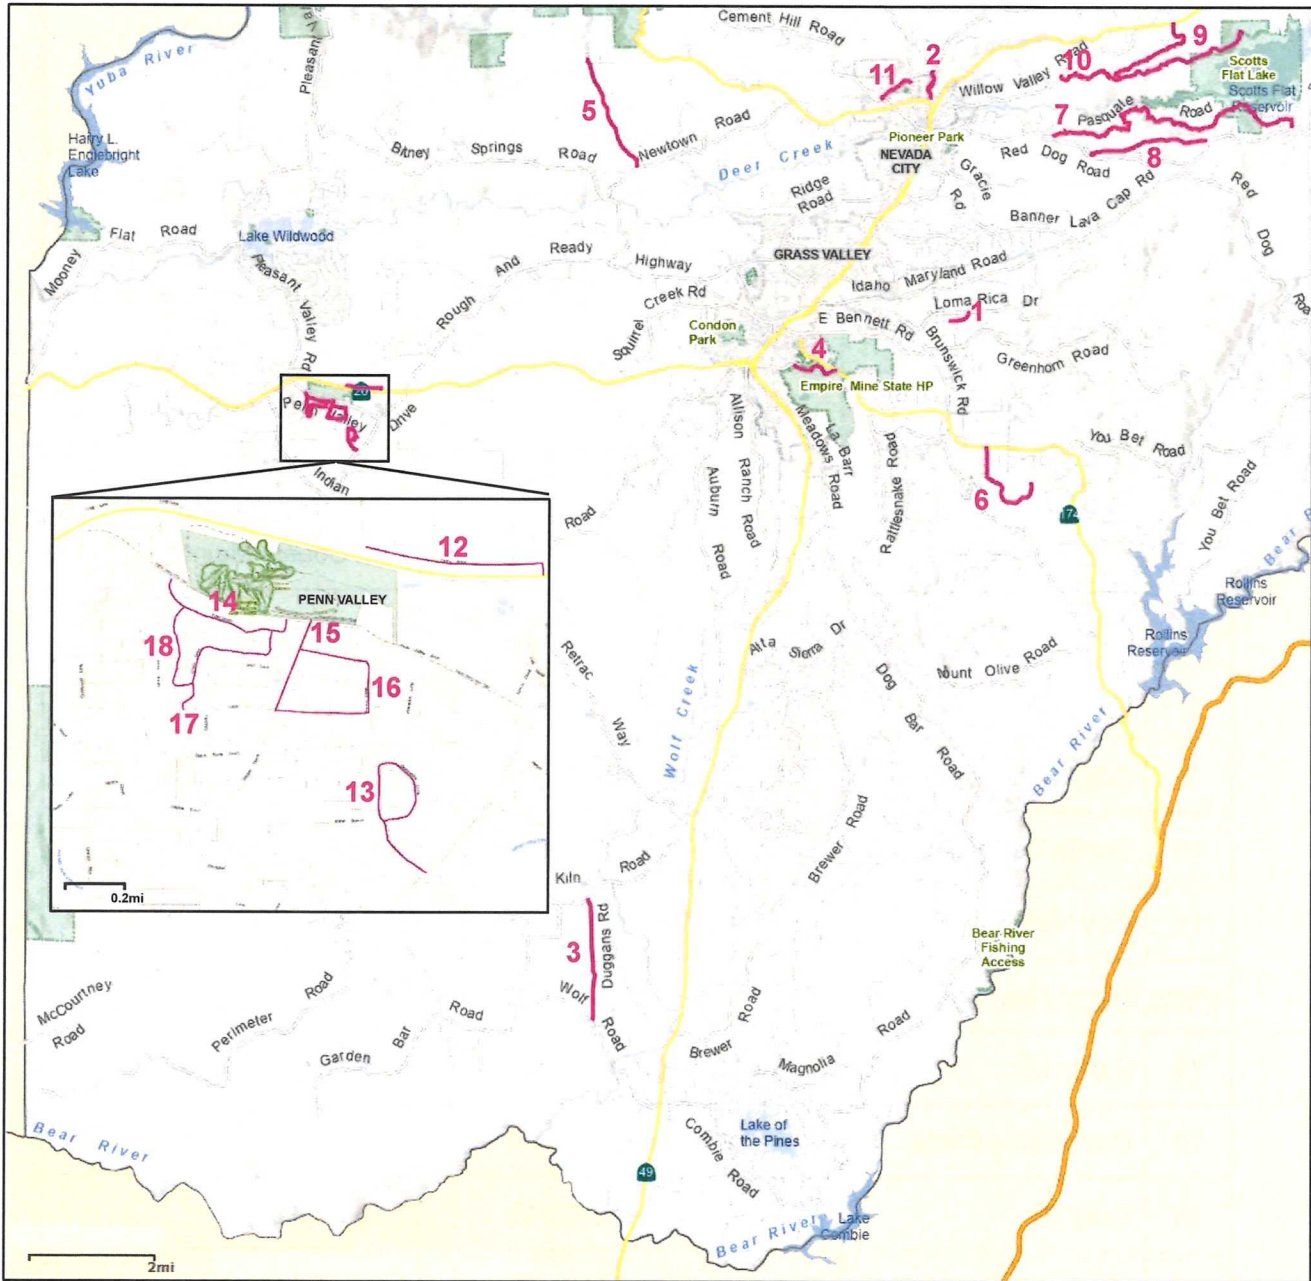 Cement Hill Road
Pleasant Val
Yuba River
2
9
11
10
Willow Valley Road
Scotts
Flat Lake
Scotts Flat
Reservoir
5
7
Pasquale Road
Newtown Road
Pioneer Park
Harry L.
Englebright
Lake
Bitney Springs Road
Deer Creek
NEVADA
CITY
Red Dog Road
8
Gracie
Rd
Ridge
Road
Banner Lava Cap Rd
Red Dog Road
Mooney Flat Road
Lake Wildwood
Rough And Ready Highway
GRASS VALLEY
Idaho Maryland Road
Pleasant Valley Rd
Squirrel Creek Rd
Loma Rica Dr
1
E Bennett Rd
Condon
Park
4
Brunswick Rd
Greenhorn Road
Empire Mine State HP
20
Penn Valley Drive
Allison Ranch Road
La Barr Meadows Road
Rattlesnake Road
You Bet Road
Auburn Road
6
174
You Bet Road
Indian
Road
Bear R
12
14
PENN VALLEY
15
18
16
17
13
0.2mi
Rollins
Reservoir
Rollins
Reservoir
Alta Sierra Dr
Retrac Way
Wolf Creek
Dog Bar Road
Mount Olive Road
Bear River
Brewer Road
Kiln Road
3
Duggans Rd
Wolf Road
Bear River
Fishing
Access
McCourtney
Road
Perimeter Road
Garden Bar Road
Brewer Road
Magnolia Road
Bear River
Lake of
the Pines
Combie Road
49
Bear River
Lake
Combie
2mi